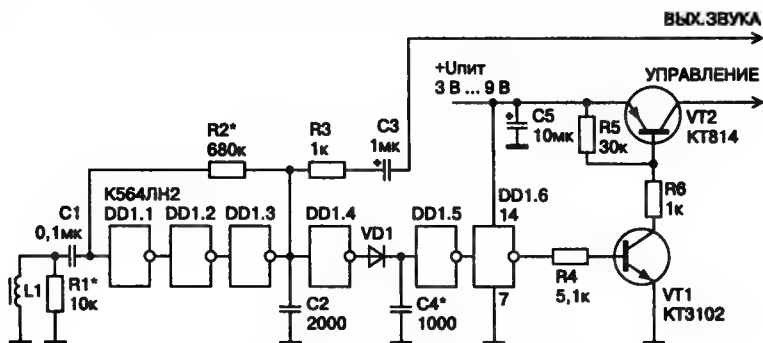 ВЫХ.ЗВУКА
+Uпит
3 В ... 9 В
УПРАВЛЕНИЕ
R2*
680к
R3
1к
C3
1мк
+
+
C5
10мк
R5
30к
VT2
КТ814
C1
0,1мк
К564ЛН2
DD1.1
DD1.2
DD1.3
DD1.4
VD1
DD1.5
DD1.6
14
R6
1к
L1
R1*
10к
C2
2000
C4*
1000
7
R4
5,1к
VT1
КТ3102